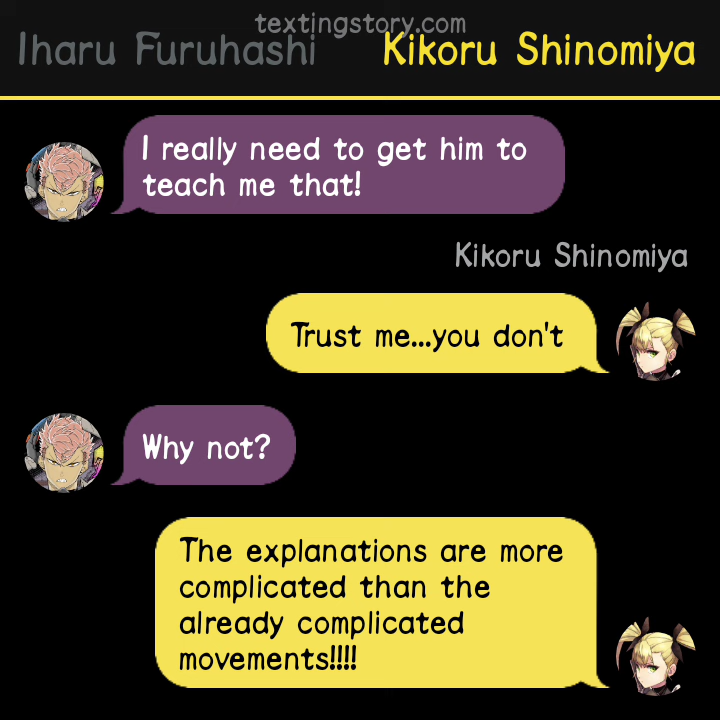 textingstory.com
Iharu Furuhashi
Kikoru Shinomiya
I really need to get him to
teach me that!
Kikoru Shinomiya
Trust me...you don't
Why not?
The explanations are more
complicated than the
already complicated
movements!!!!